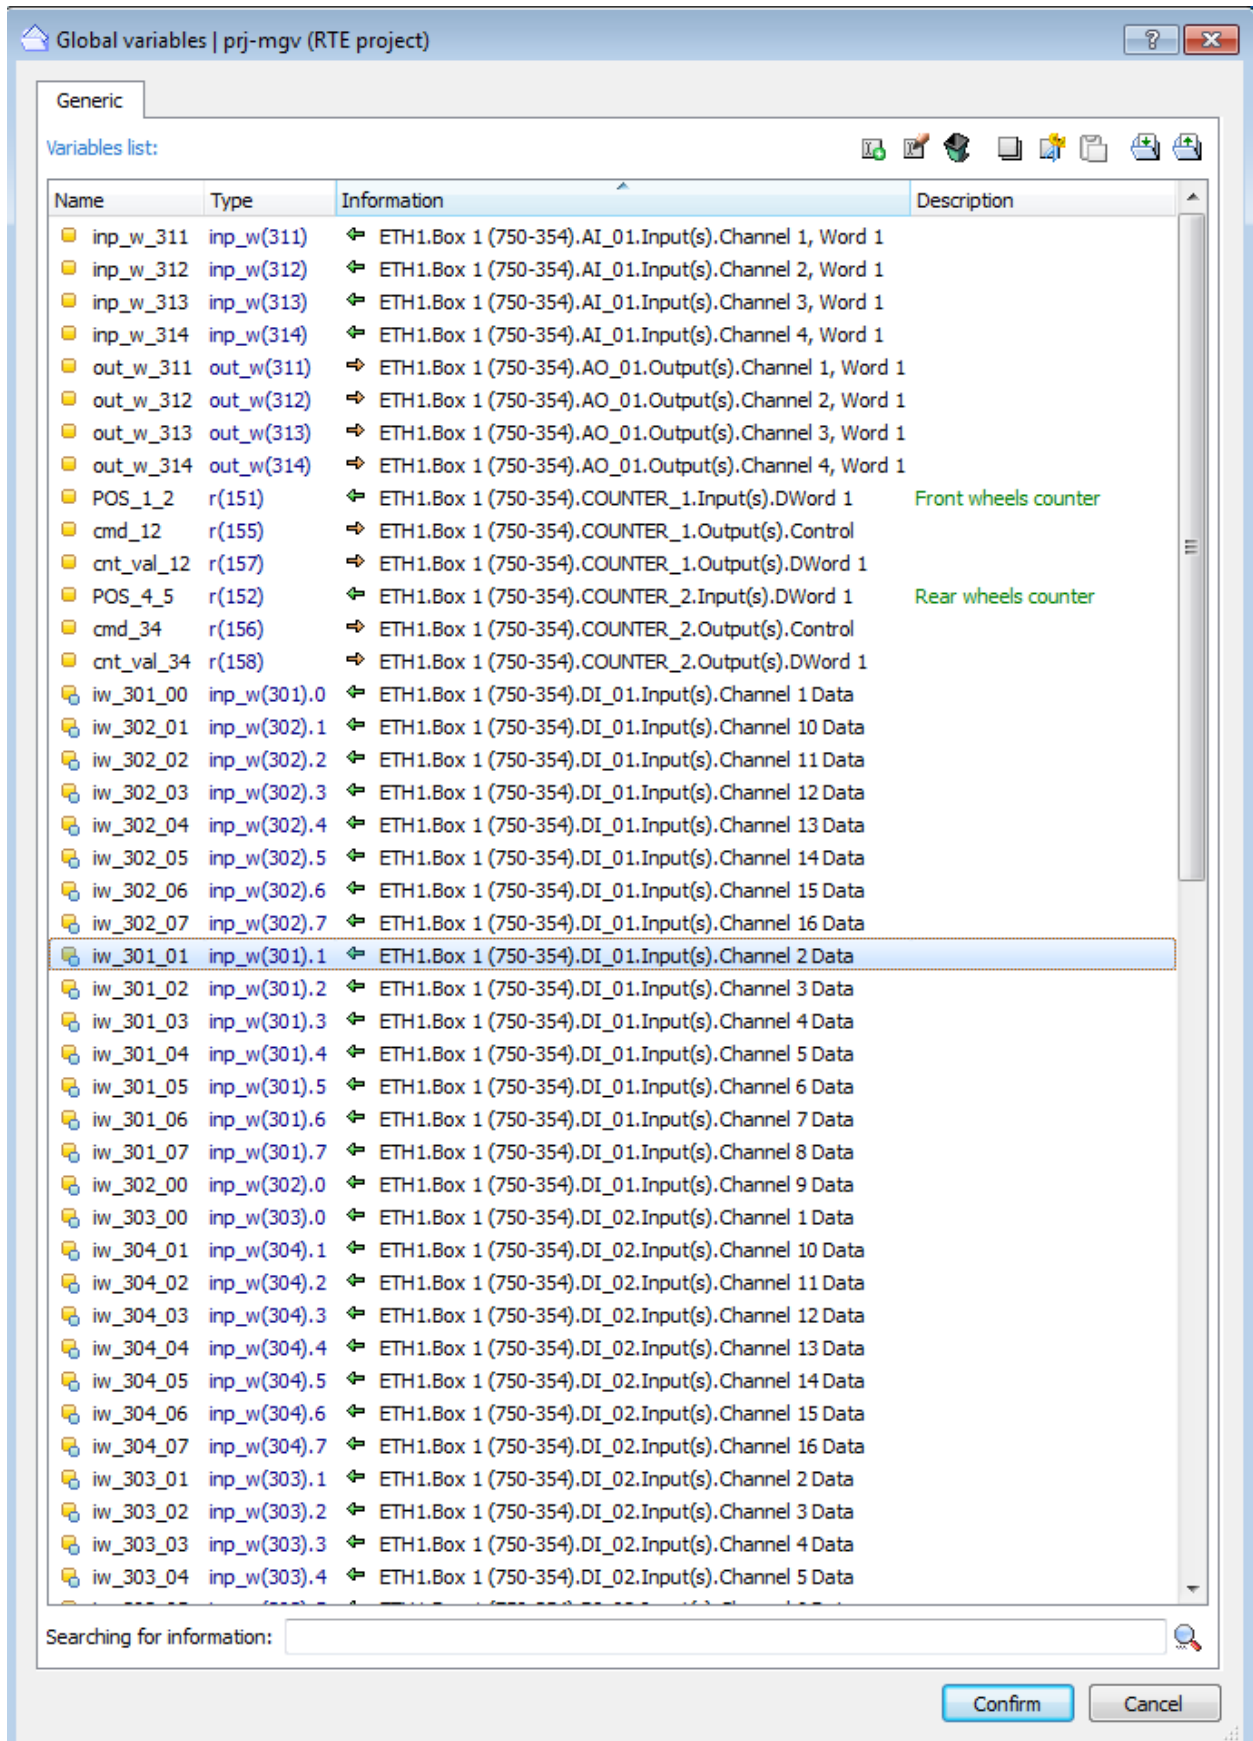 Global variables | prj-mgv (RTE project)
Generic
Variables list:
Name Type Information Description
inp_w_311 inp_w(311) ETH1.Box 1 (750-354).AI_01.Input(s).Channel 1, Word 1
inp_w_312 inp_w(312) ETH1.Box 1 (750-354).AI_01.Input(s).Channel 2, Word 1
inp_w_313 inp_w(313) ETH1.Box 1 (750-354).AI_01.Input(s).Channel 3, Word 1
inp_w_314 inp_w(314) ETH1.Box 1 (750-354).AI_01.Input(s).Channel 4, Word 1
out_w_311 out_w(311) ETH1.Box 1 (750-354).AO_01.Output(s).Channel 1, Word 1
out_w_312 out_w(312) ETH1.Box 1 (750-354).AO_01.Output(s).Channel 2, Word 1
out_w_313 out_w(313) ETH1.Box 1 (750-354).AO_01.Output(s).Channel 3, Word 1
out_w_314 out_w(314) ETH1.Box 1 (750-354).AO_01.Output(s).Channel 4, Word 1
POS_1_2 r(151) ETH1.Box 1 (750-354).COUNTER_1.Input(s).DWord 1 Front wheels counter
cmd_12 r(155) ETH1.Box 1 (750-354).COUNTER_1.Output(s).Control
cnt_val_12 r(157) ETH1.Box 1 (750-354).COUNTER_1.Output(s).DWord 1
POS_4_5 r(152) ETH1.Box 1 (750-354).COUNTER_2.Input(s).DWord 1 Rear wheels counter
cmd_34 r(156) ETH1.Box 1 (750-354).COUNTER_2.Output(s).Control
cnt_val_34 r(158) ETH1.Box 1 (750-354).COUNTER_2.Output(s).DWord 1
iw_301_00 inp_w(301).0 ETH1.Box 1 (750-354).DI_01.Input(s).Channel 1 Data
iw_302_01 inp_w(302).1 ETH1.Box 1 (750-354).DI_01.Input(s).Channel 10 Data
iw_302_02 inp_w(302).2 ETH1.Box 1 (750-354).DI_01.Input(s).Channel 11 Data
iw_302_03 inp_w(302).3 ETH1.Box 1 (750-354).DI_01.Input(s).Channel 12 Data
iw_302_04 inp_w(302).4 ETH1.Box 1 (750-354).DI_01.Input(s).Channel 13 Data
iw_302_05 inp_w(302).5 ETH1.Box 1 (750-354).DI_01.Input(s).Channel 14 Data
iw_302_06 inp_w(302).6 ETH1.Box 1 (750-354).DI_01.Input(s).Channel 15 Data
iw_302_07 inp_w(302).7 ETH1.Box 1 (750-354).DI_01.Input(s).Channel 16 Data
iw_301_01 inp_w(301).1 ETH1.Box 1 (750-354).DI_01.Input(s).Channel 2 Data
iw_301_02 inp_w(301).2 ETH1.Box 1 (750-354).DI_01.Input(s).Channel 3 Data
iw_301_03 inp_w(301).3 ETH1.Box 1 (750-354).DI_01.Input(s).Channel 4 Data
iw_301_04 inp_w(301).4 ETH1.Box 1 (750-354).DI_01.Input(s).Channel 5 Data
iw_301_05 inp_w(301).5 ETH1.Box 1 (750-354).DI_01.Input(s).Channel 6 Data
iw_301_06 inp_w(301).6 ETH1.Box 1 (750-354).DI_01.Input(s).Channel 7 Data
iw_301_07 inp_w(301).7 ETH1.Box 1 (750-354).DI_01.Input(s).Channel 8 Data
iw_302_00 inp_w(302).0 ETH1.Box 1 (750-354).DI_01.Input(s).Channel 9 Data
iw_303_00 inp_w(303).0 ETH1.Box 1 (750-354).DI_02.Input(s).Channel 1 Data
iw_304_01 inp_w(304).1 ETH1.Box 1 (750-354).DI_02.Input(s).Channel 10 Data
iw_304_02 inp_w(304).2 ETH1.Box 1 (750-354).DI_02.Input(s).Channel 11 Data
iw_304_03 inp_w(304).3 ETH1.Box 1 (750-354).DI_02.Input(s).Channel 12 Data
iw_304_04 inp_w(304).4 ETH1.Box 1 (750-354).DI_02.Input(s).Channel 13 Data
iw_304_05 inp_w(304).5 ETH1.Box 1 (750-354).DI_02.Input(s).Channel 14 Data
iw_304_06 inp_w(304).6 ETH1.Box 1 (750-354).DI_02.Input(s).Channel 15 Data
iw_304_07 inp_w(304).7 ETH1.Box 1 (750-354).DI_02.Input(s).Channel 16 Data
iw_303_01 inp_w(303).1 ETH1.Box 1 (750-354).DI_02.Input(s).Channel 2 Data
iw_303_02 inp_w(303).2 ETH1.Box 1 (750-354).DI_02.Input(s).Channel 3 Data
iw_303_03 inp_w(303).3 ETH1.Box 1 (750-354).DI_02.Input(s).Channel 4 Data
iw_303_04 inp_w(303).4 ETH1.Box 1 (750-354).DI_02.Input(s).Channel 5 Data
Searching for information:
Confirm Cancel